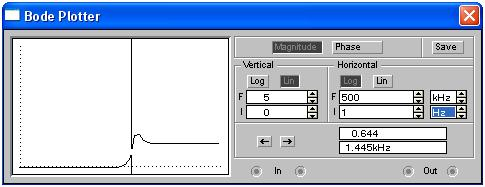 Bode Plotter
Magnitude Phase Save
Vertical Horizontal
Log Lin Log Lin
F 5 F 500 kHz
I 0 I 1 Hz
0.644
1.445kHz
In Out